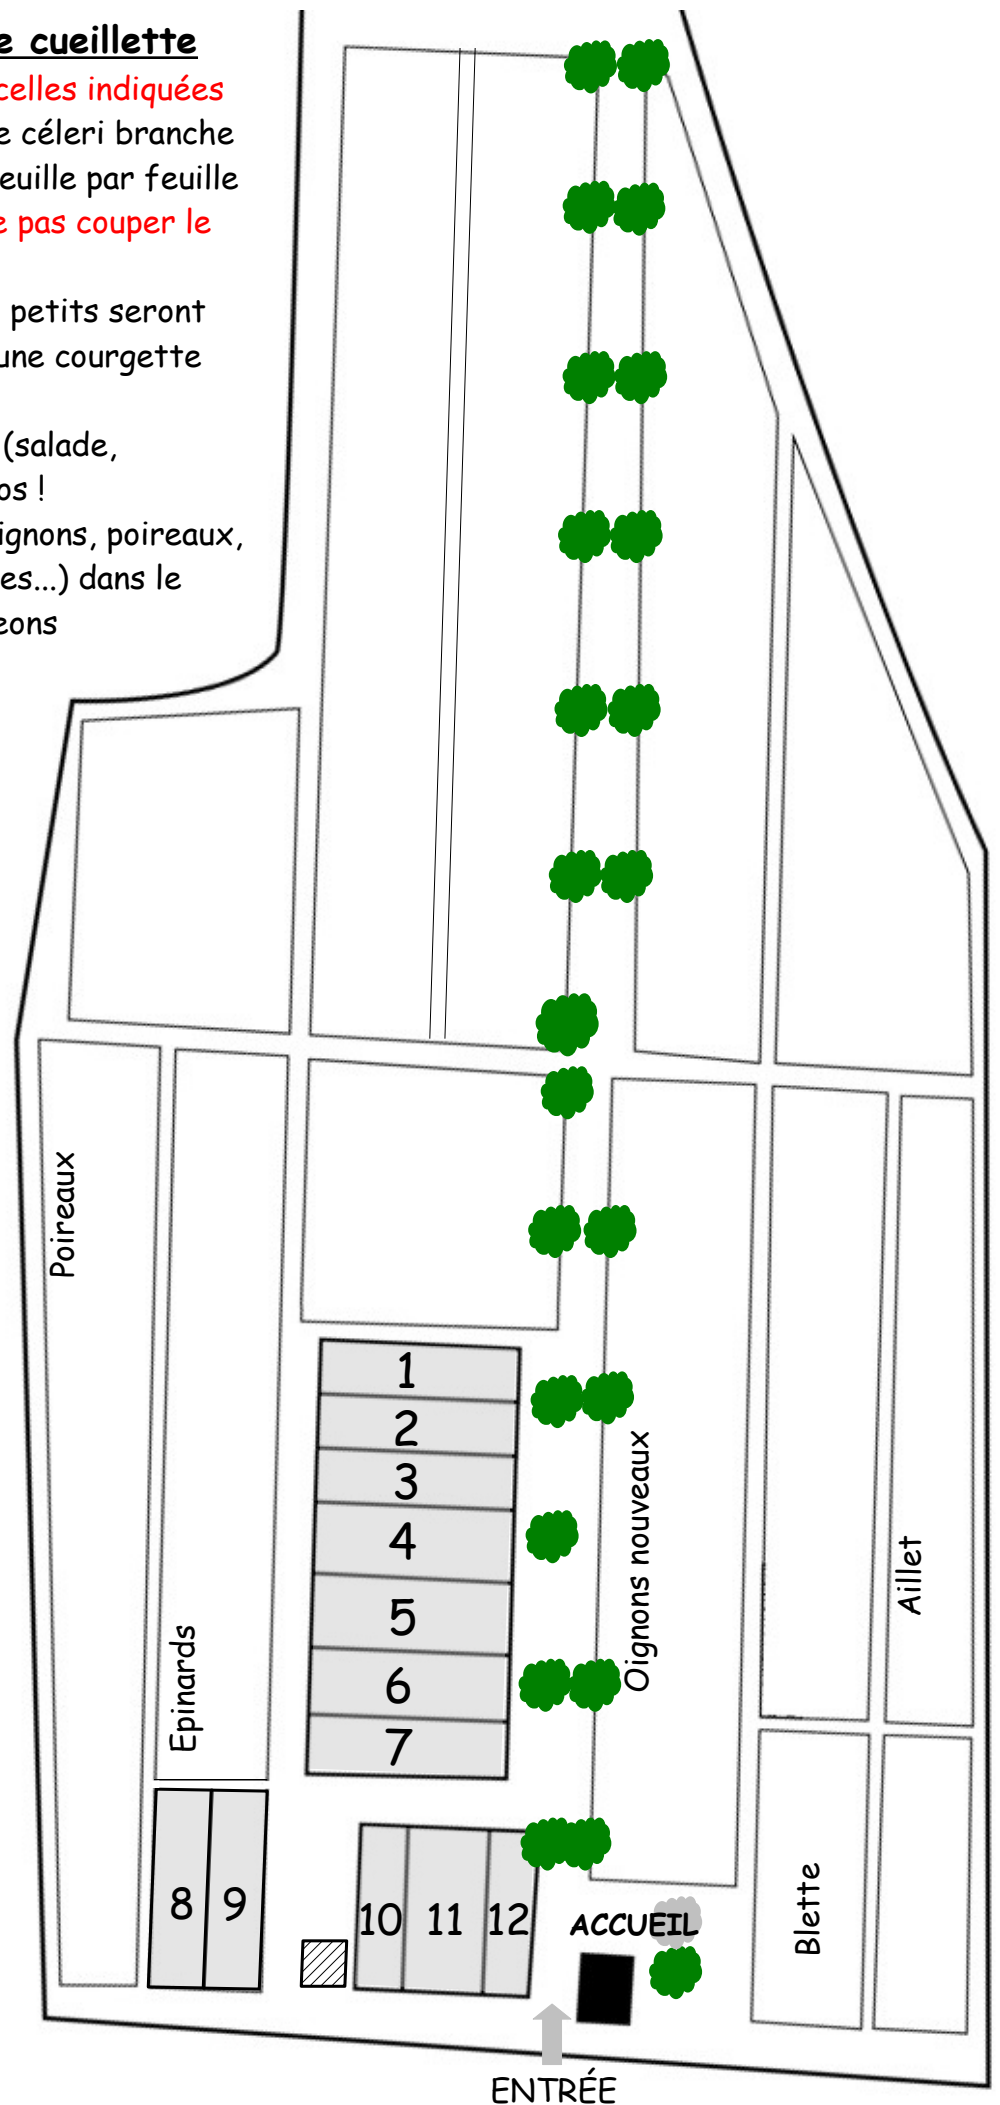 e cueillette
celles indiquées
e céleri branche
euille par feuille
e pas couper le
petits seront
une courgette
(salade,
os !
ignons, poireaux,
es...) dans le
eons
Poireaux
Epinards
1
2
3
4
5
6
7
Oignons nouveaux
Aillet
8 9
10 11 12
ACCUEIL
Blette
ENTRÉE